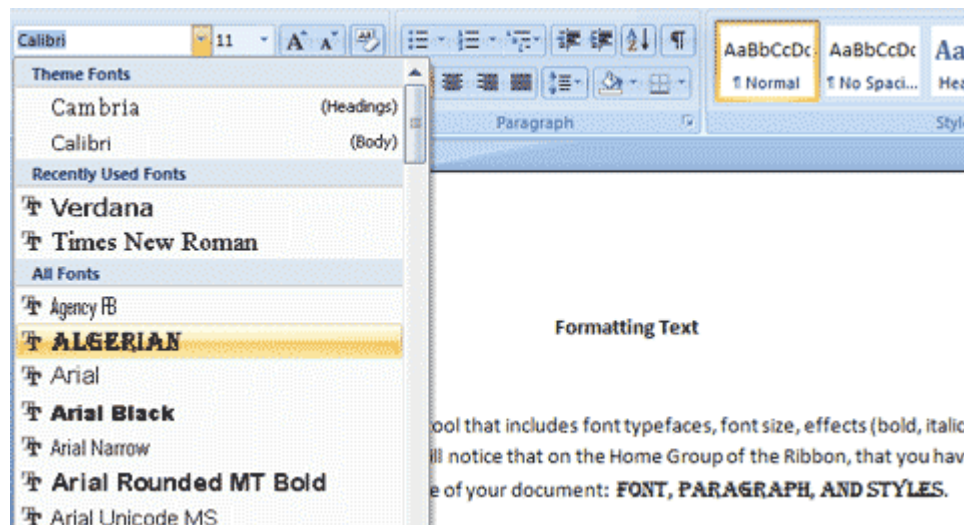 Calibri 11
AaBbCcDc AaBbCcDc Aa
¶ Normal ¶ No Spaci... Hea
Paragraph Styl
Theme Fonts
Cambria (Headings)
Calibri (Body)
Recently Used Fonts
Verdana
Times New Roman
All Fonts
Agency FB
ALGERIAN
Arial
Arial Black
Arial Narrow
Arial Rounded MT Bold
Arial Unicode MS
Formatting Text
ool that includes font typefaces, font size, effects (bold, italic
ill notice that on the Home Group of the Ribbon, that you hav
e of your document: FONT, PARAGRAPH, AND STYLES.